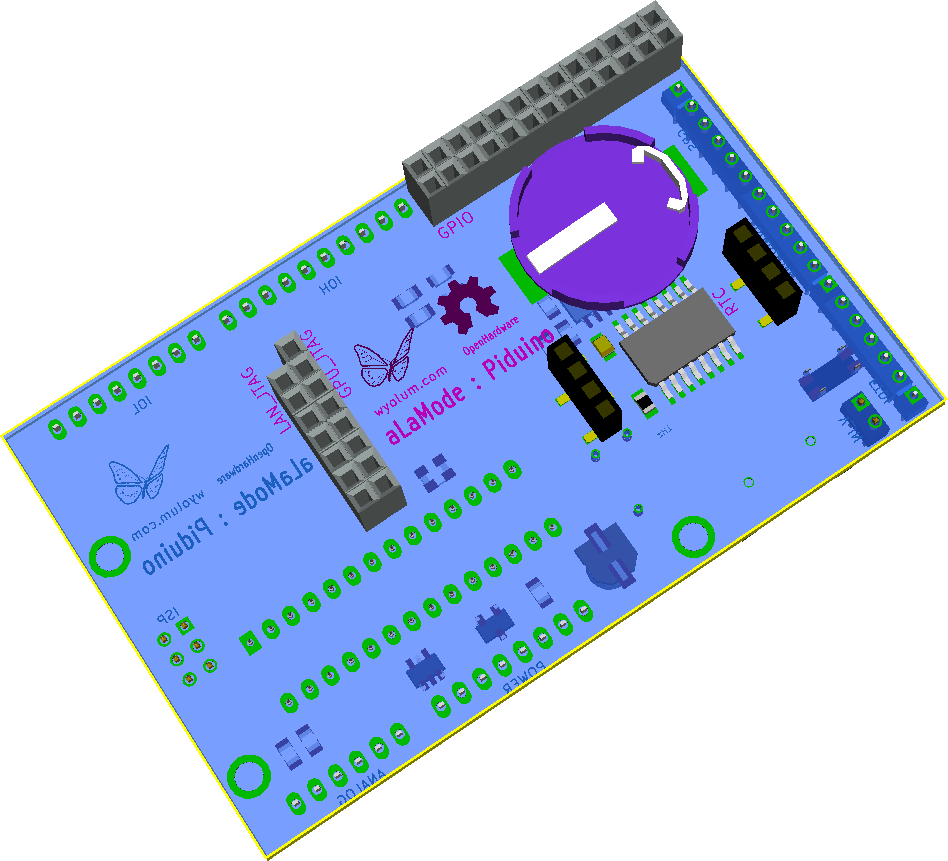 GPIO
IOH
RTC
GPU_JTAG
LAN_JTAG
OpenHardware
wyolum.com
aLaMode : Piduino
IOL
OpenHardware
wyolum.com
aLaMode : Piduino
ISP
POWER
ANALOG